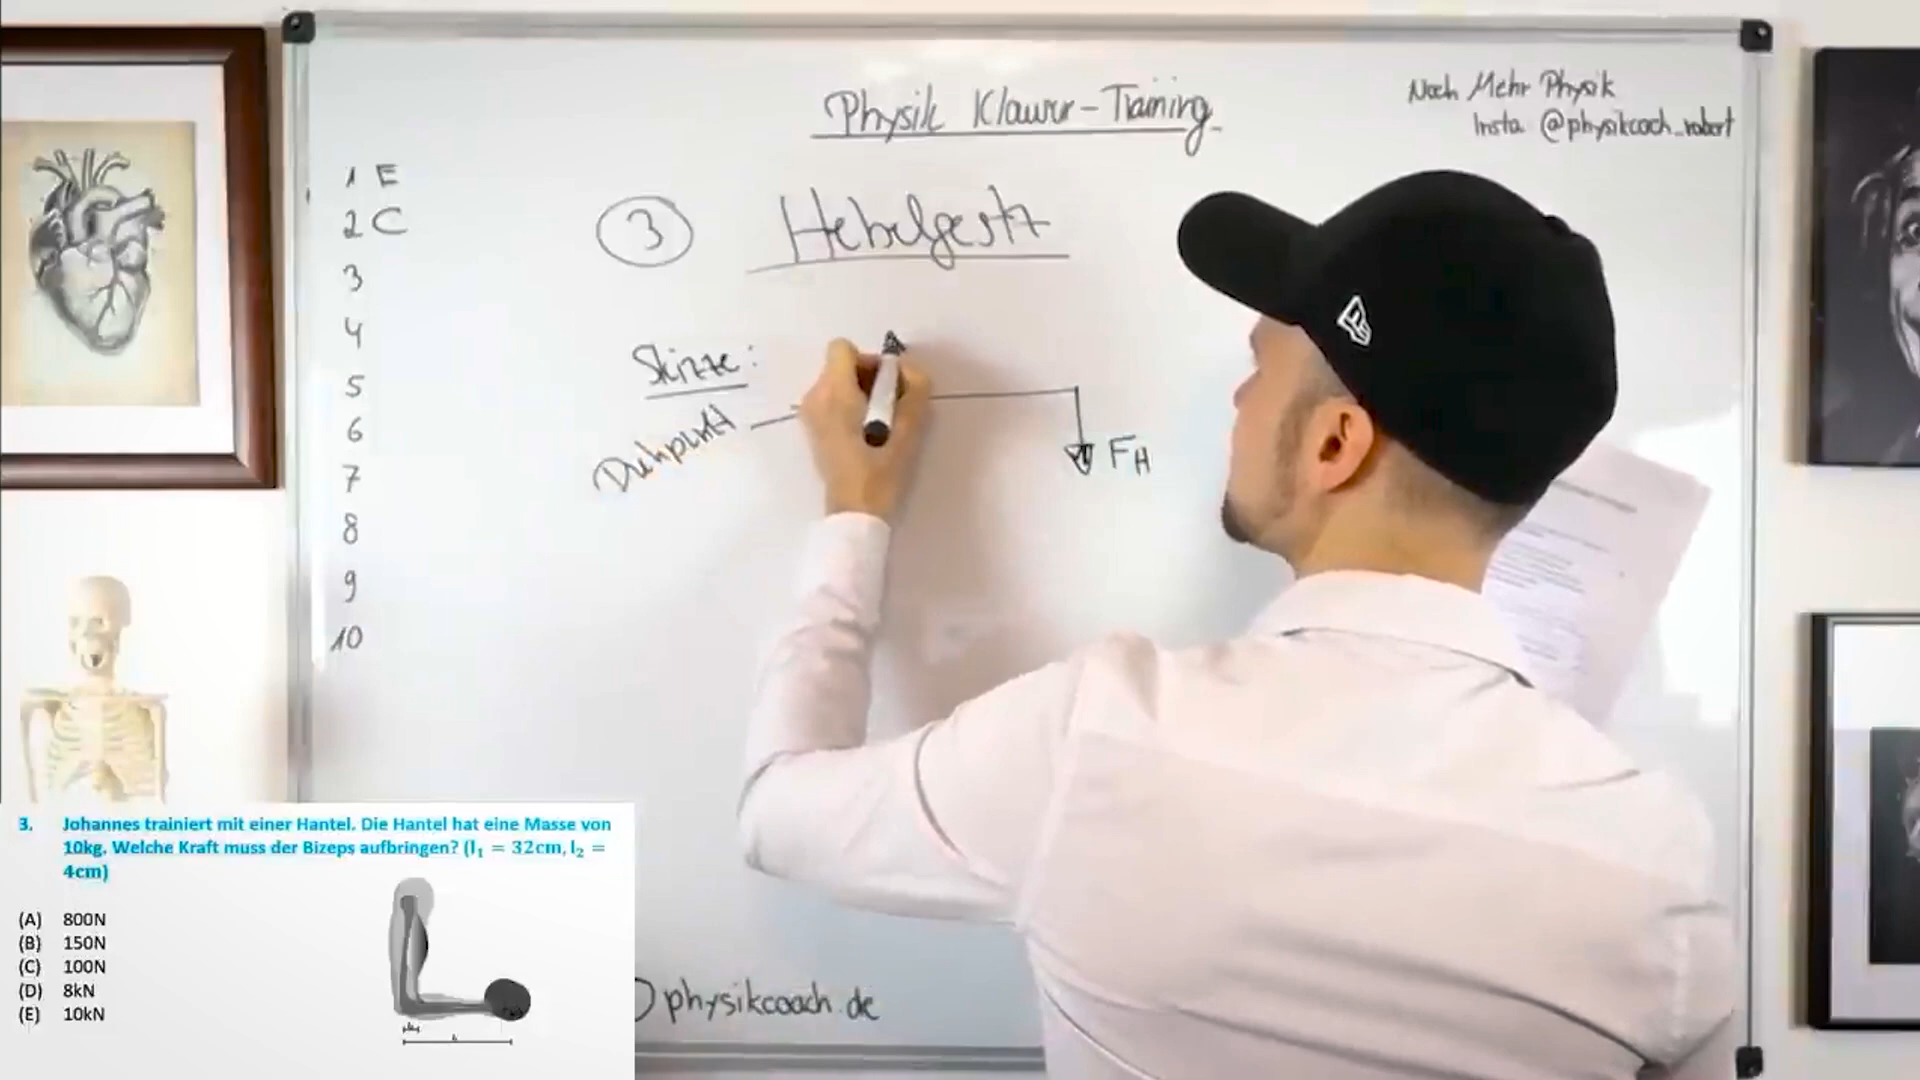 Physik Klausur-Training
Noch Mehr Physik
Insta @physikcoach_robert
1 E
2 C
3
4
5
6
7
8
9
10
3 Hebelgesetz
Skizze:
Drehpunkt
FH
physikcoach.de
3. Johannes trainiert mit einer Hantel. Die Hantel hat eine Masse von
10kg. Welche Kraft muss der Bizeps aufbringen? (l₁ = 32cm, l₂ =
4cm)
(A) 800N
(B) 150N
(C) 100N
(D) 8kN
(E) 10kN